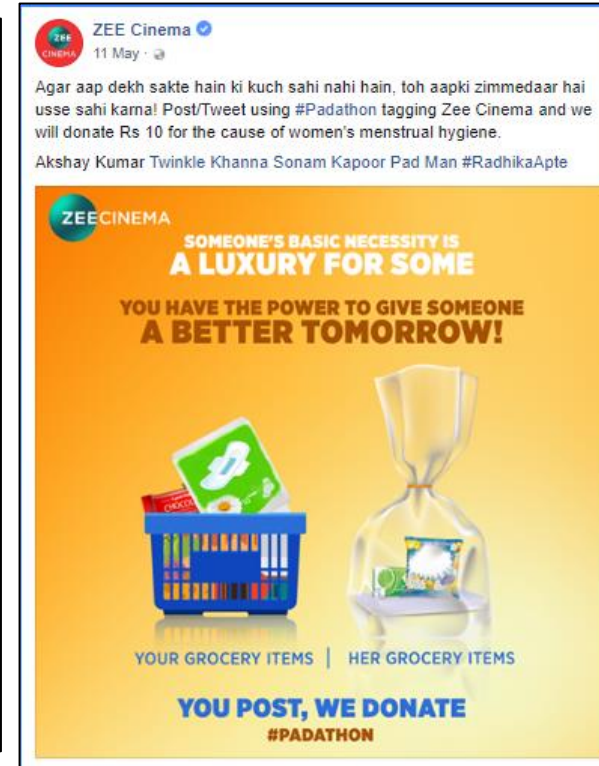 ZEE Cinema
11 May
Agar aap dekh sakte hain ki kuch sahi nahi hain, toh aapki zimmedaar hai
usse sahi karna! Post/Tweet using #Padathon tagging Zee Cinema and we
will donate Rs 10 for the cause of women's menstrual hygiene.
Akshay Kumar Twinkle Khanna Sonam Kapoor Pad Man #RadhikaApte
ZEE CINEMA
SOMEONE'S BASIC NECESSITY IS
A LUXURY FOR SOME
YOU HAVE THE POWER TO GIVE SOMEONE
A BETTER TOMORROW!
YOUR GROCERY ITEMS | HER GROCERY ITEMS
YOU POST, WE DONATE
#PADATHON